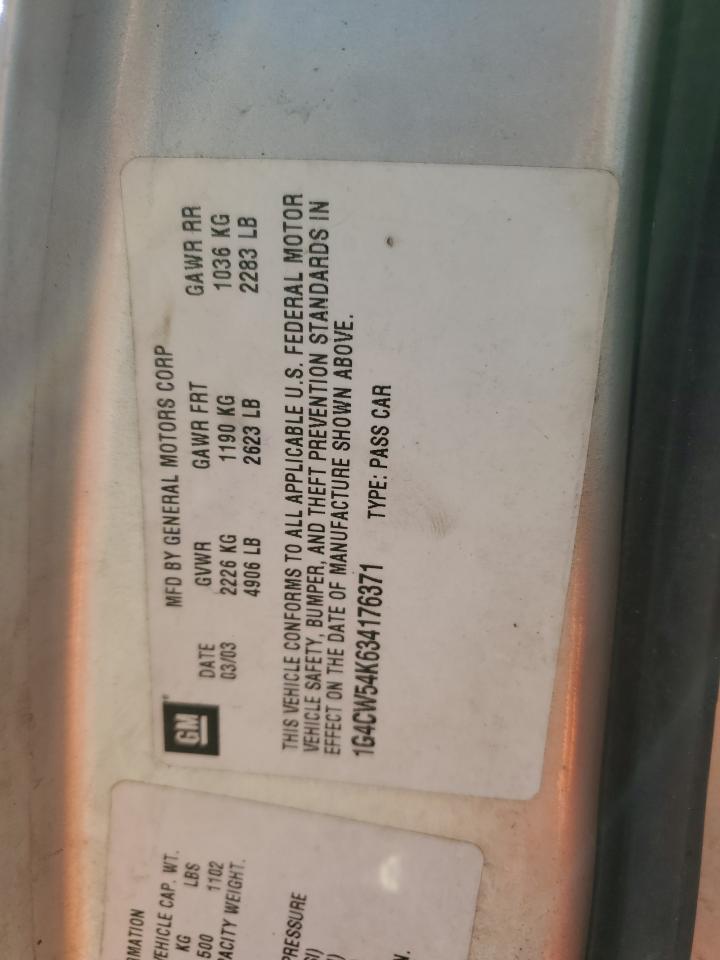 GM
MFD BY GENERAL MOTORS CORP
DATE GVWR GAWR FRT GAWR RR
03/03 2226 KG 1190 KG 1036 KG
4906 LB 2623 LB 2283 LB
THIS VEHICLE CONFORMS TO ALL APPLICABLE U.S. FEDERAL MOTOR
VEHICLE SAFETY, BUMPER, AND THEFT PREVENTION STANDARDS IN
EFFECT ON THE DATE OF MANUFACTURE SHOWN ABOVE.
1G4CW54K634176371 TYPE: PASS CAR
RMATION
VEHICLE CAP. WT.
KG LBS
500 1102
ACITY WEIGHT.
PRESSURE